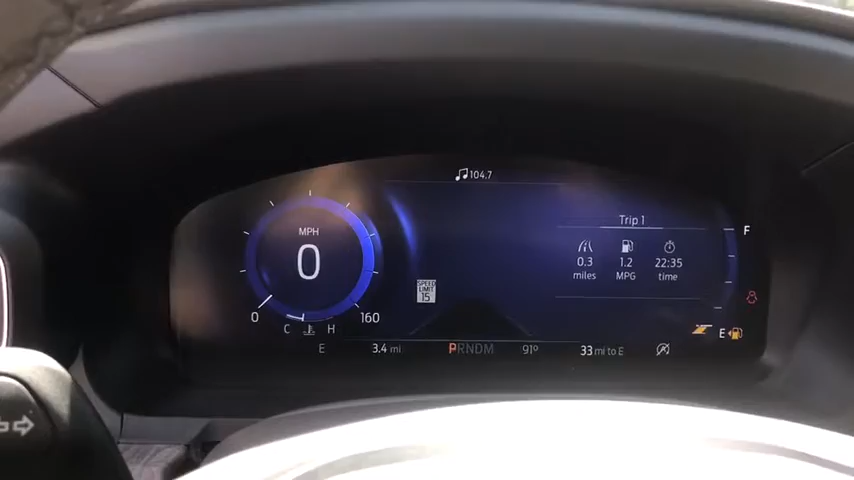 104.7
Trip 1
F
MPH
0
0.3
1.2
22:35
miles
MPG
time
SPEED
LIMIT
15
0
160
C
H
E
E
3.4 mi
PRNDM
91º
33 mi to E